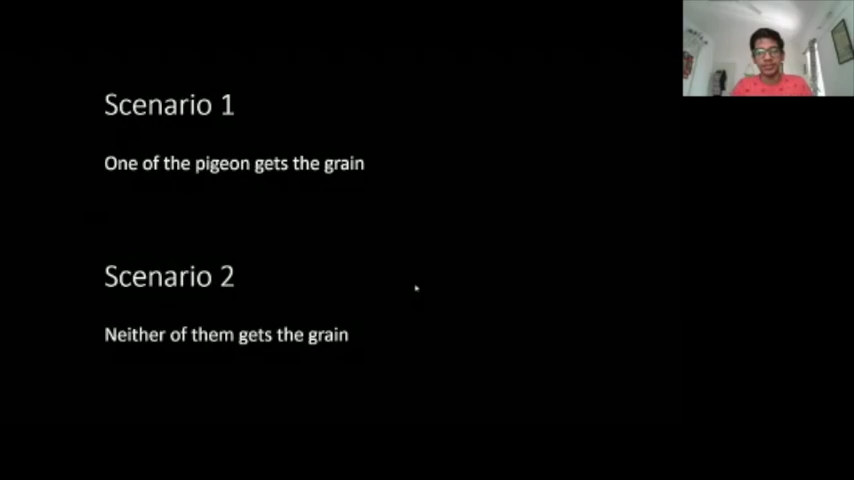 Scenario 1
One of the pigeon gets the grain
Scenario 2
Neither of them gets the grain